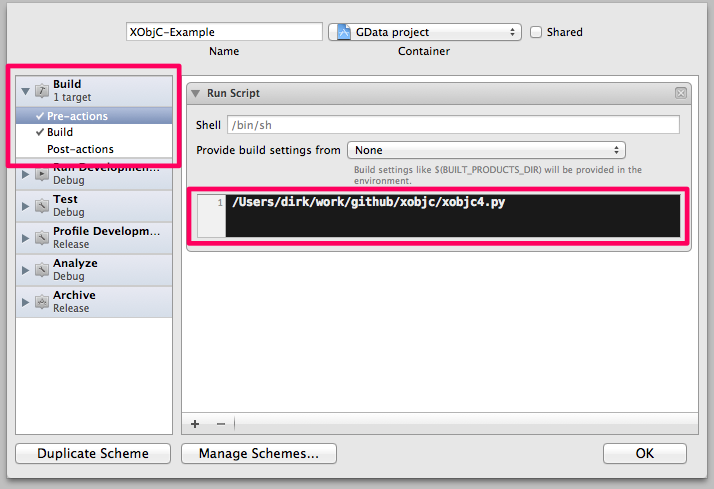 XObjC-Example
GData project
Shared
Name
Container
Build
1 target
Pre-actions
Build
Post-actions
Run Developmen...
Debug
Test
Debug
Profile Developm...
Release
Analyze
Debug
Archive
Release
Run Script
Shell
/bin/sh
Provide build settings from
None
Build settings like $(BUILT_PRODUCTS_DIR) will be provided in the
environment.
1
/Users/dirk/work/github/xobjc/xobjc4.py
Duplicate Scheme
Manage Schemes...
OK